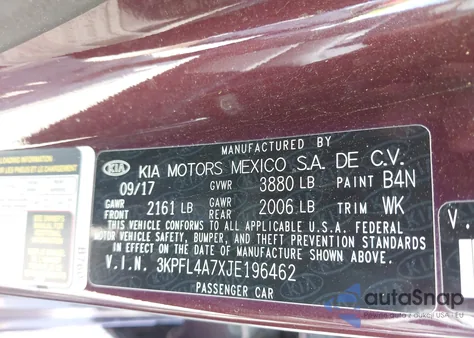 MANUFACTURED BY
KIA KIA MOTORS MEXICO S.A. DE C.V.
09/17 GVWR 3880 LB PAINT B4N
GAWR FRONT 2161 LB GAWR REAR 2006 LB TRIM WK
THIS VEHICLE CONFORMS TO ALL APPLICABLE U.S.A. FEDERAL
MOTOR VEHICLE SAFETY, BUMPER, AND THEFT PREVENTION STANDARDS
IN EFFECT ON THE DATE OF MANUFACTURE SHOWN ABOVE.
V.I.N. 3KPFL4A7XJE196462
PASSENGER CAR
autoSnap